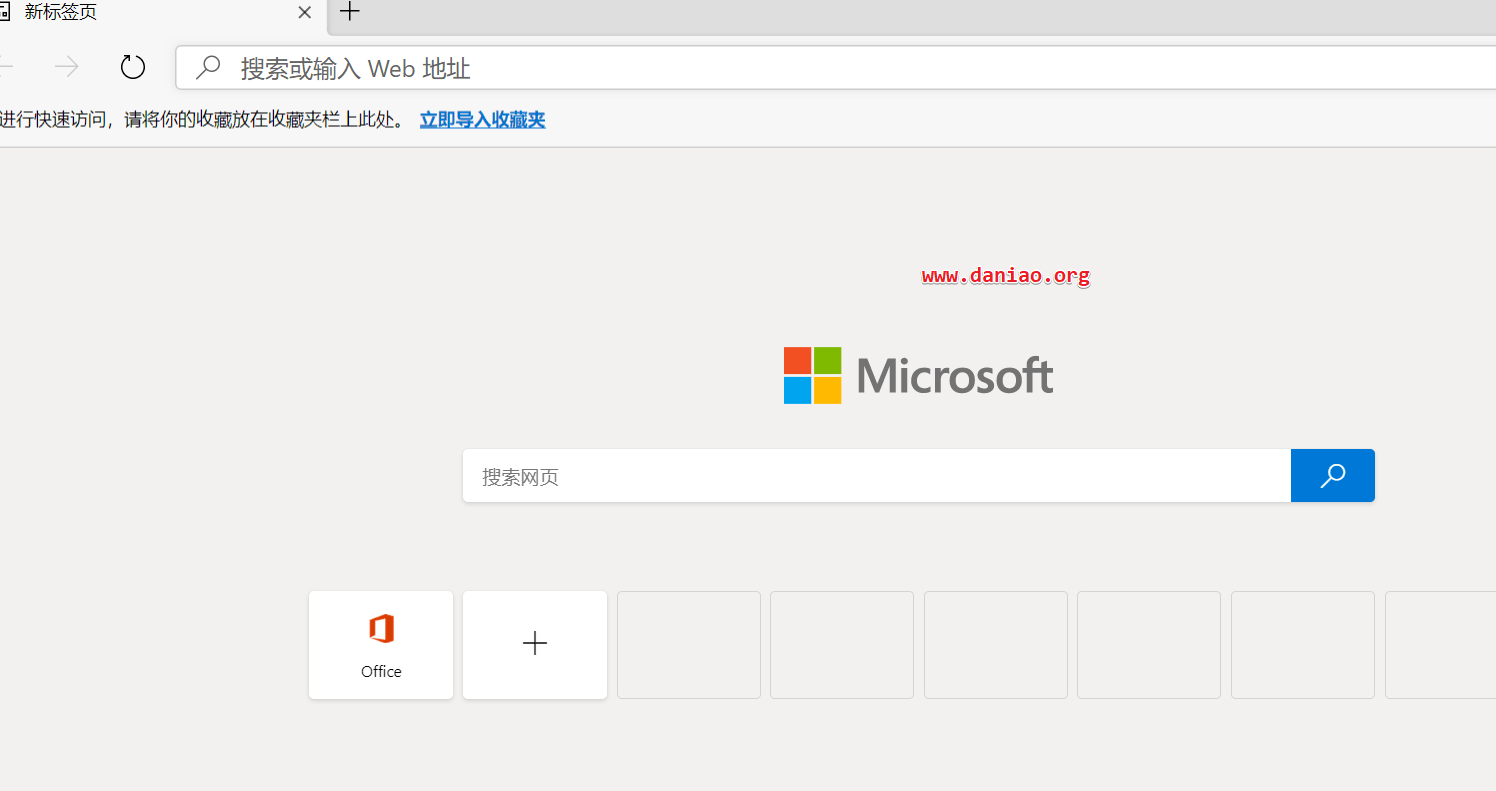 新标签页
搜索或输入 Web 地址
进行快速访问，请将你的收藏放在收藏夹栏上此处。 立即导入收藏夹
www.daniao.org
Microsoft
搜索网页
Office